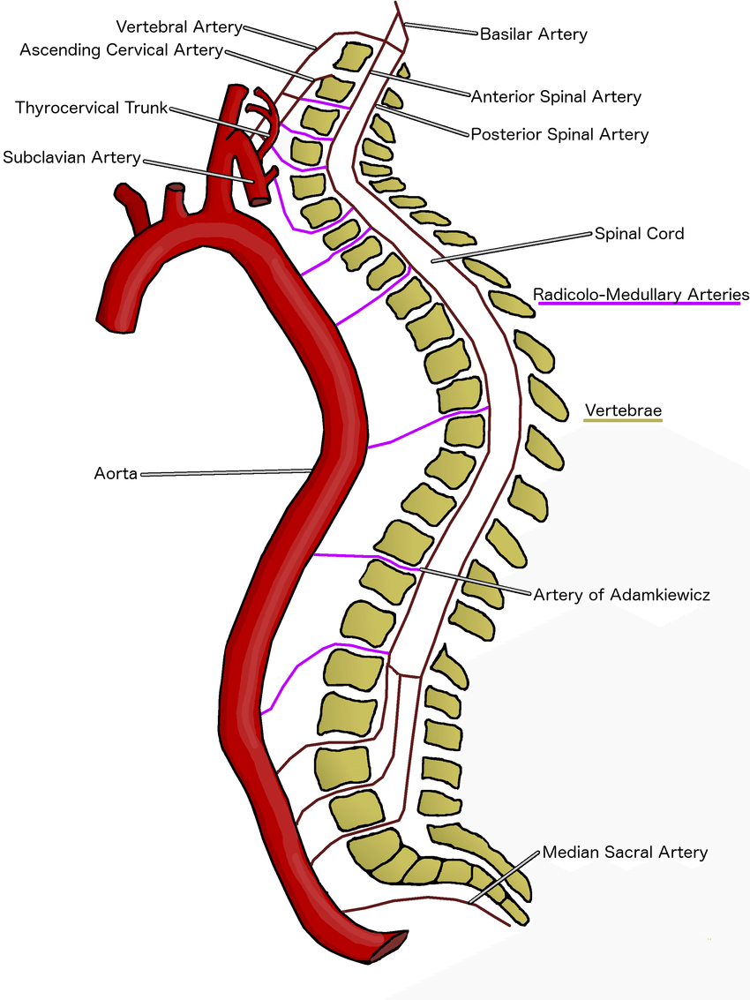 Vertebral Artery
Basilar Artery
Ascending Cervical Artery
Anterior Spinal Artery
Thyrocervical Trunk
Posterior Spinal Artery
Subclavian Artery
Spinal Cord
Radicolo-Medullary Arteries
Vertebrae
Aorta
Artery of Adamkiewicz
Median Sacral Artery